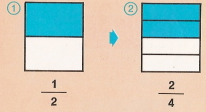 ① ②
1/2 2/4